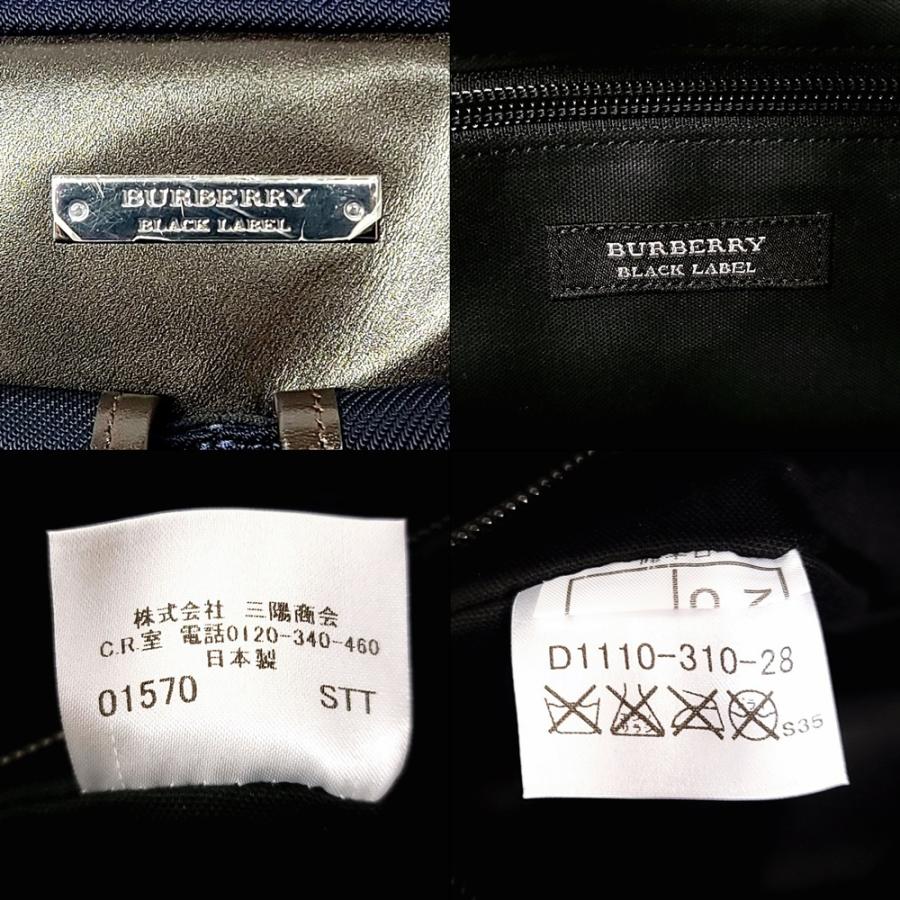 BURBERRY
BLACK LABEL
BURBERRY
BLACK LABEL
株式会社 三陽商会
C.R.室 電話0120-340-460
日本製
01570 STT
D1110-310-28
S35